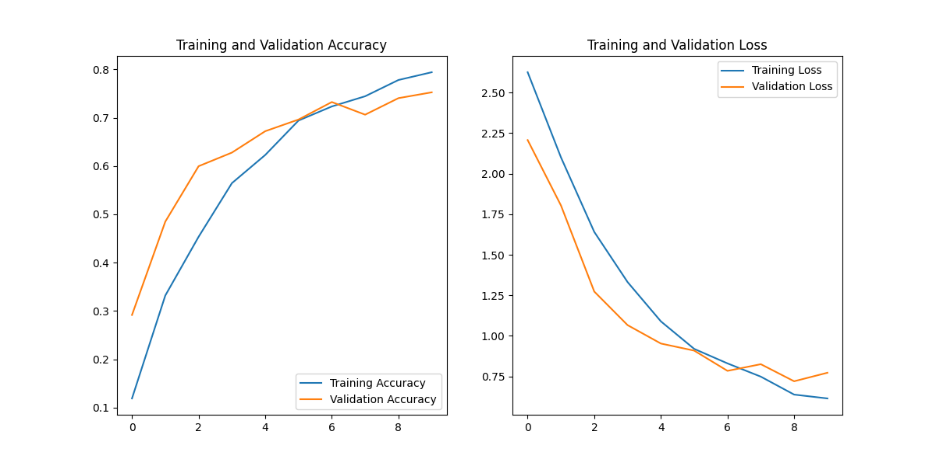 Training and Validation Accuracy
0.8
0.7
0.6
0.5
0.4
0.3
0.2
0.1
0 2 4 6 8
Training Accuracy
Validation Accuracy
Training and Validation Loss
2.50
2.25
2.00
1.75
1.50
1.25
1.00
0.75
0 2 4 6 8
Training Loss
Validation Loss